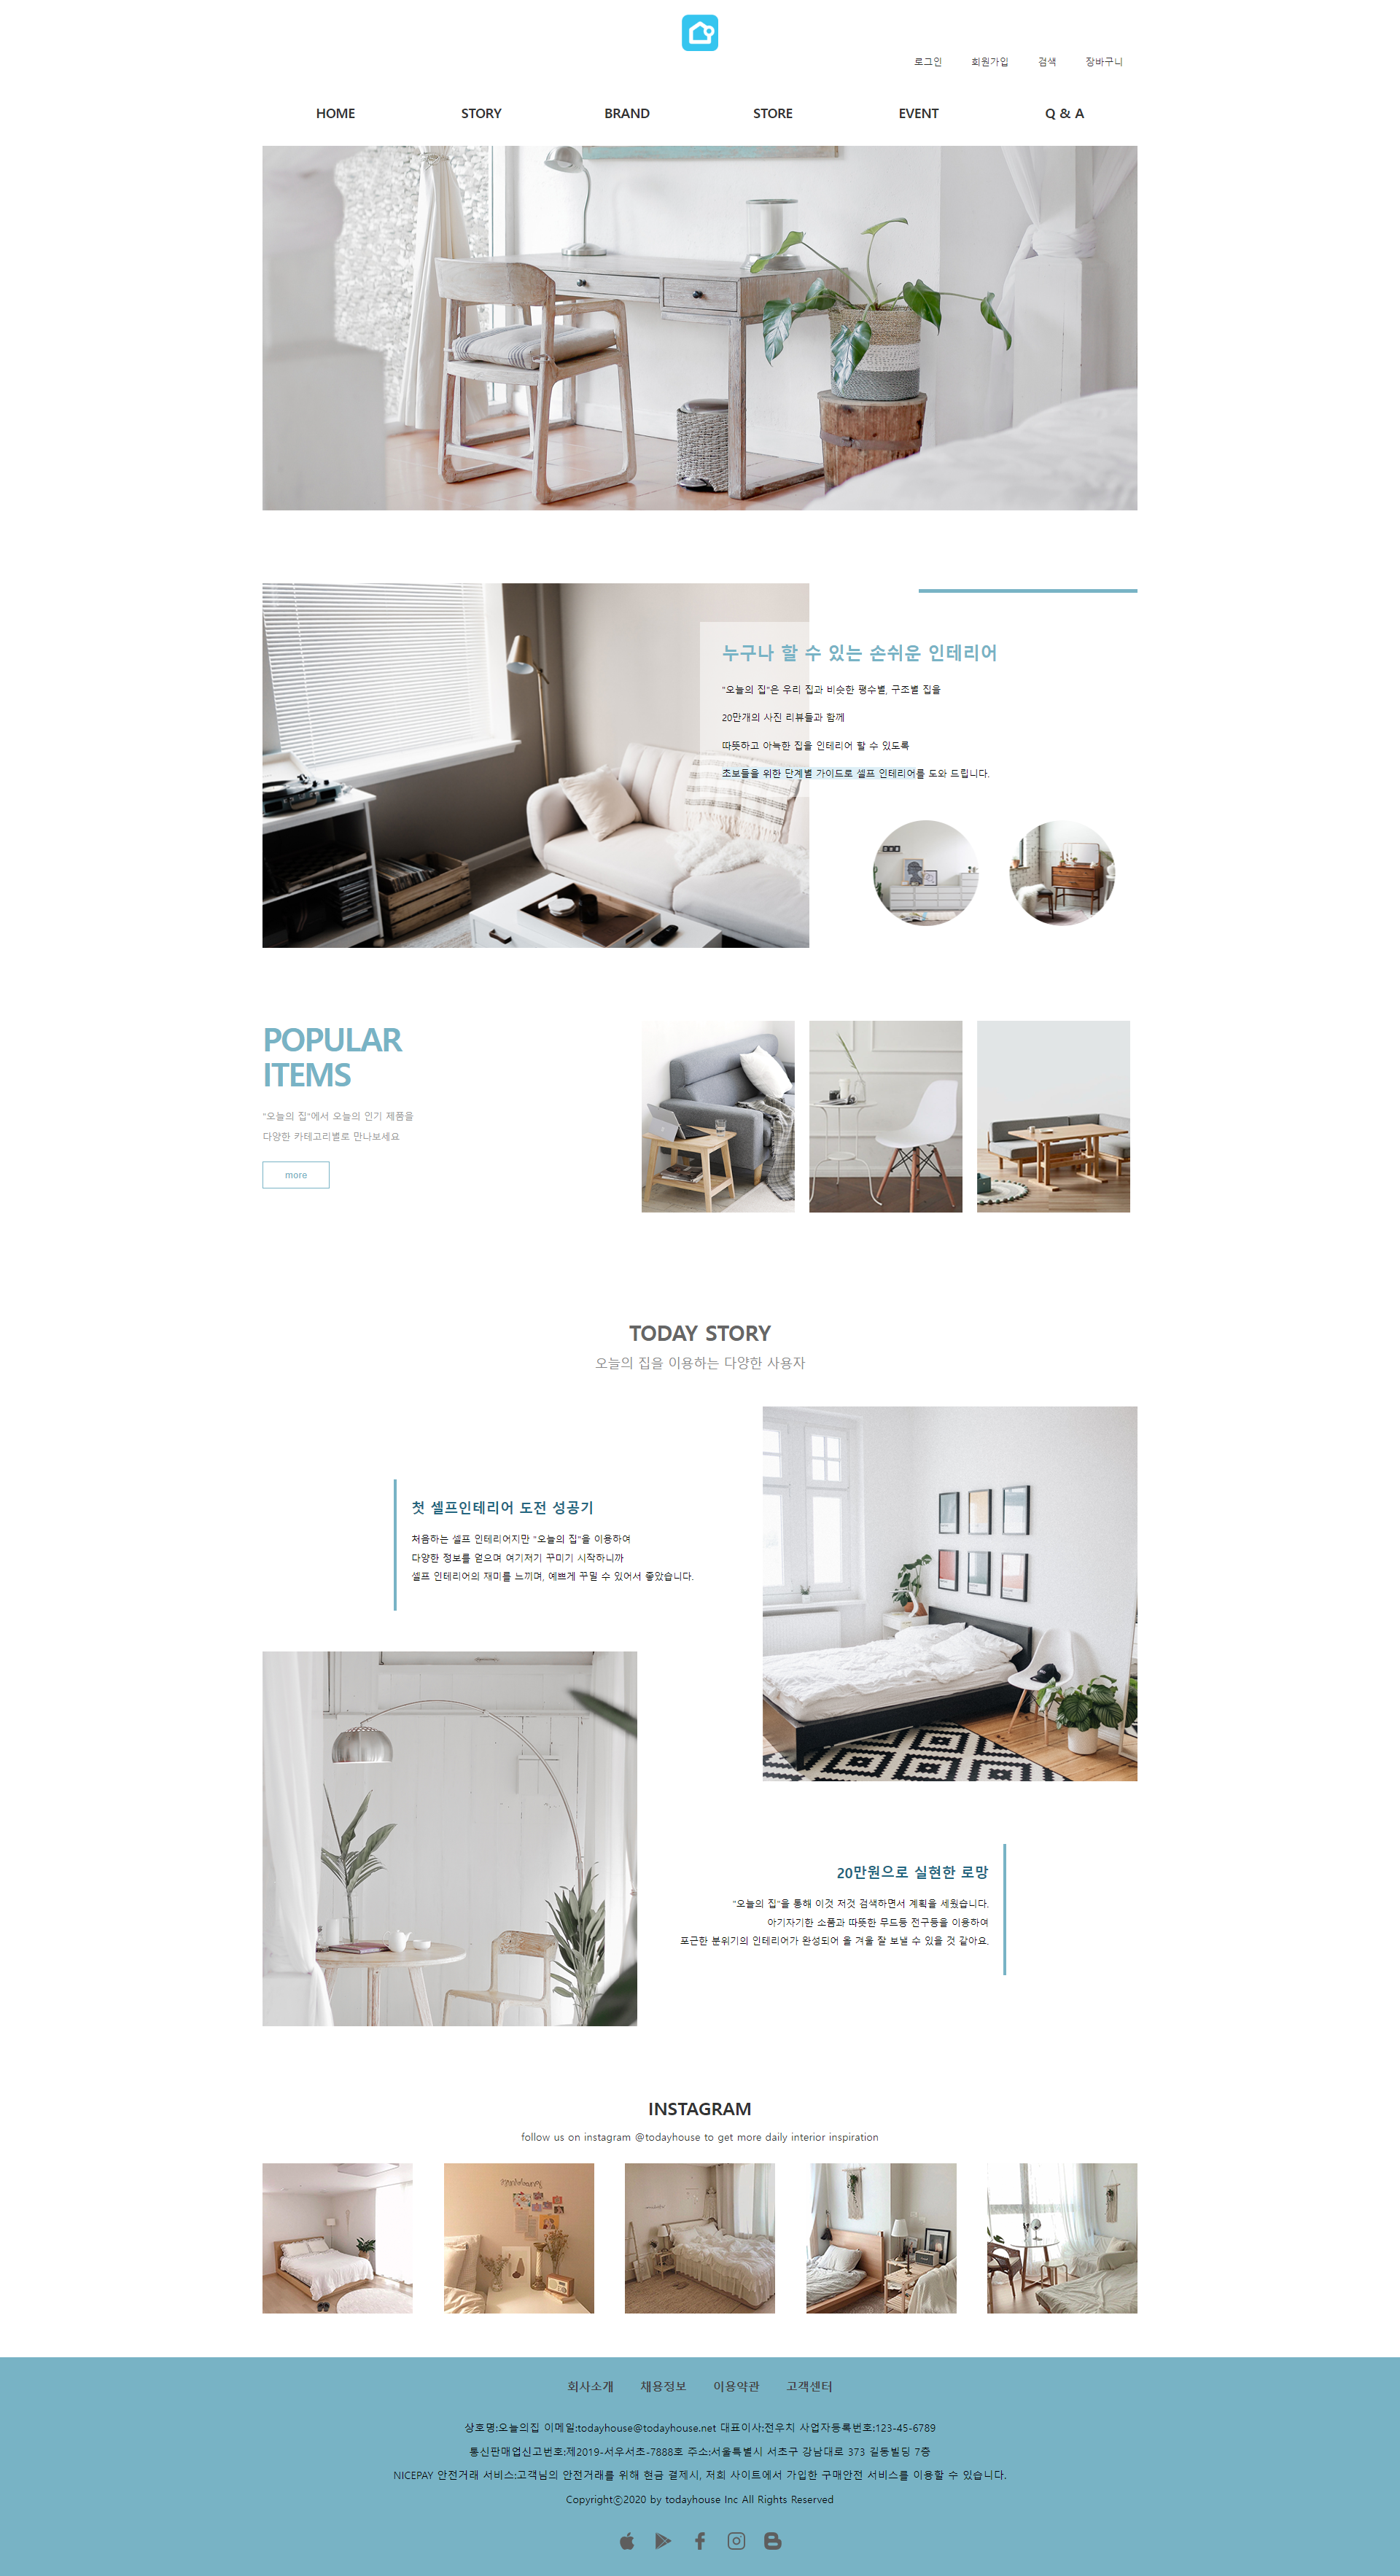 로그인 회원가입 검색 장바구니
HOME STORY BRAND STORE EVENT Q & A
누구나 할 수 있는 손쉬운 인테리어
"오늘의 집"은 우리 집과 비슷한 평수별, 구조별 집을
20만개의 사진 리뷰들과 함께
따뜻하고 아늑한 집을 인테리어 할 수 있도록
초보들을 위한 단계별 가이드로 셀프 인테리어를 도와 드립니다.
POPULAR
ITEMS
"오늘의 집"에서 오늘의 인기 제품을
다양한 카테고리별로 만나보세요
more
TODAY STORY
오늘의 집을 이용하는 다양한 사용자
첫 셀프인테리어 도전 성공기
처음하는 셀프 인테리어지만 "오늘의 집"을 이용하여
다양한 정보를 얻으며 여기저기 꾸미기 시작하니까
셀프 인테리어의 재미를 느끼며, 예쁘게 꾸밀 수 있어서 좋았습니다.
20만원으로 실현한 로망
"오늘의 집"을 통해 이것 저것 검색하면서 계획을 세웠습니다.
아기자기한 소품과 따뜻한 무드등 전구등을 이용하여
포근한 분위기의 인테리어가 완성되어 올 겨울 잘 보낼 수 있을 것 같아요.
INSTAGRAM
follow us on instagram @todayhouse to get more daily interior inspiration
회사소개 채용정보 이용약관 고객센터
상호명:오늘의집 이메일:todayhouse@todayhouse.net 대표이사:전우치 사업자등록번호:123-45-6789
통신판매업신고번호:제2019-서우서초-7888호 주소:서울특별시 서초구 강남대로 373 길동빌딩 7층
NICEPAY 안전거래 서비스:고객님의 안전거래를 위해 현금 결제시, 저희 사이트에서 가입한 구매안전 서비스를 이용할 수 있습니다.
Copyrightⓒ2020 by todayhouse Inc All Rights Reserved